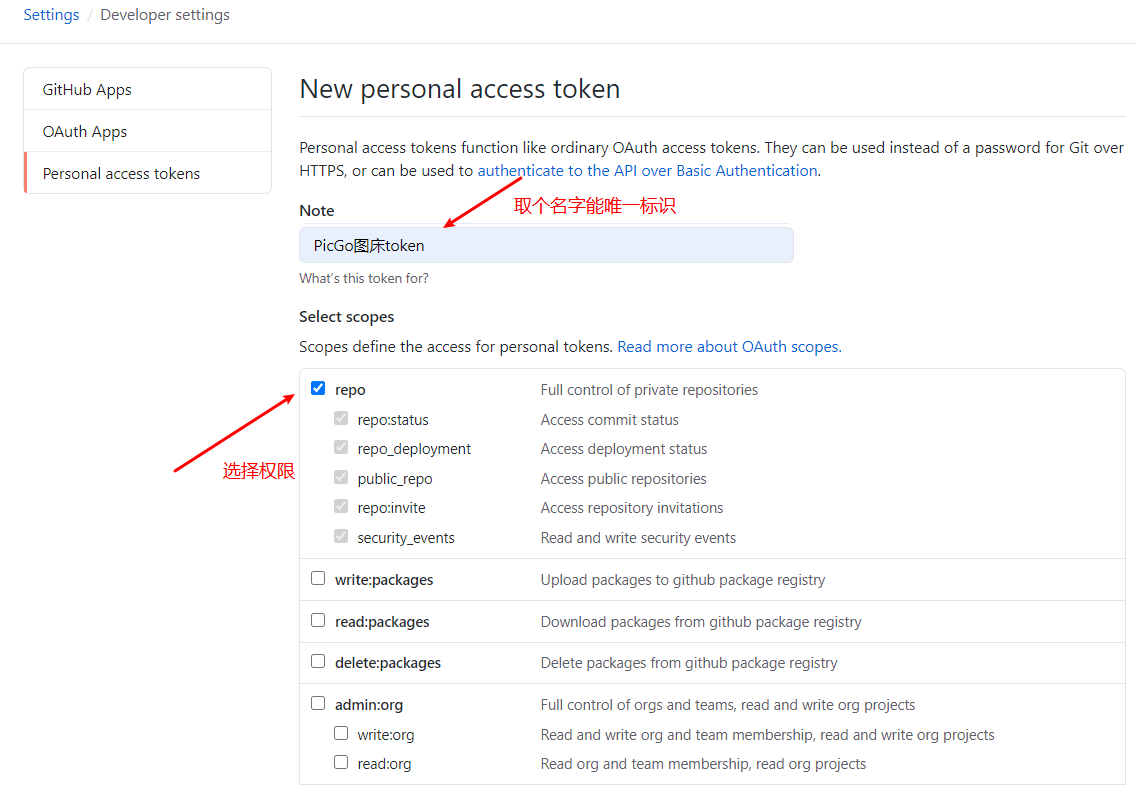 Settings / Developer settings
GitHub Apps
OAuth Apps
Personal access tokens
New personal access token
Personal access tokens function like ordinary OAuth access tokens. They can be used instead of a password for Git over
HTTPS, or can be used to authenticate to the API over Basic Authentication.
取个名字能唯一标识
Note
PicGo图床token
What's this token for?
Select scopes
Scopes define the access for personal tokens. Read more about OAuth scopes.
选择权限
repo Full control of private repositories
repo:status Access commit status
repo_deployment Access deployment status
public_repo Access public repositories
repo:invite Access repository invitations
security_events Read and write security events
write:packages Upload packages to github package registry
read:packages Download packages from github package registry
delete:packages Delete packages from github package registry
admin:org Full control of orgs and teams, read and write org projects
write:org Read and write org and team membership, read and write org projects
read:org Read org and team membership, read org projects